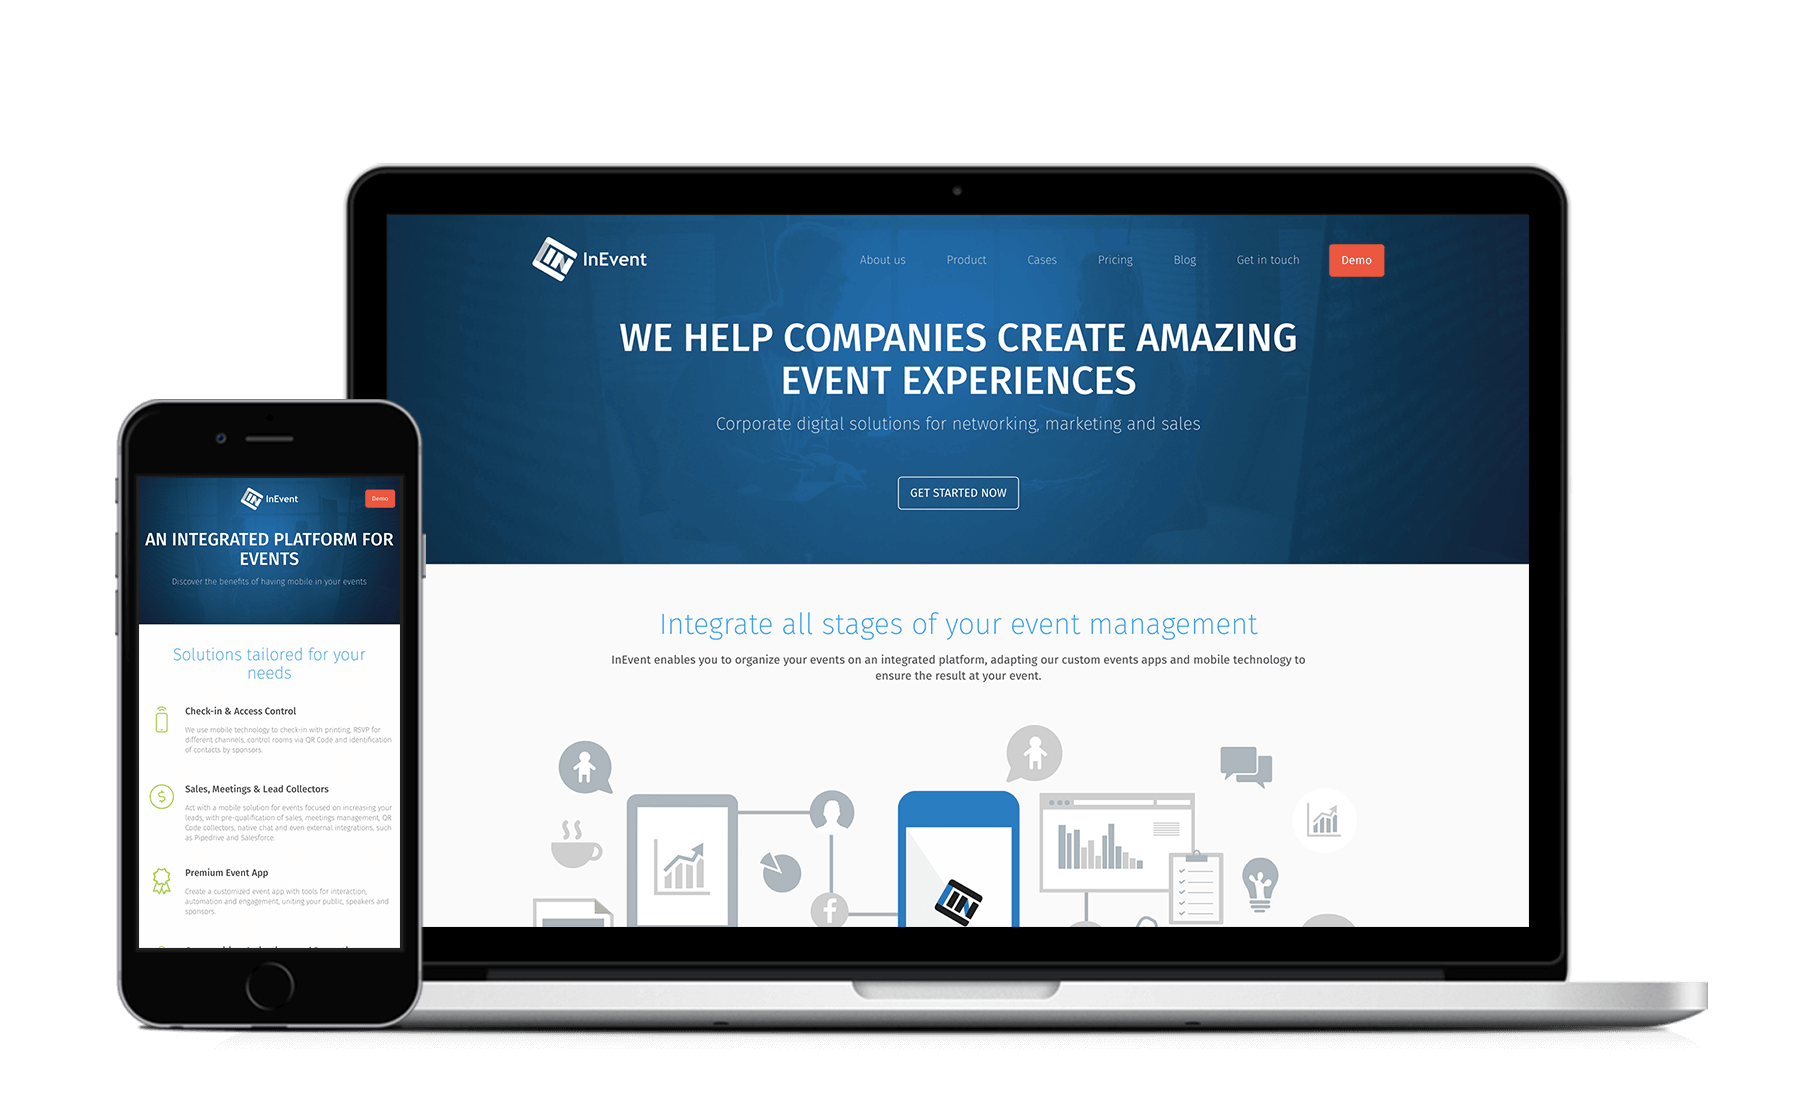 IN InEvent
About us
Product
Cases
Pricing
Blog
Get in touch
Demo
WE HELP COMPANIES CREATE AMAZING
EVENT EXPERIENCES
Corporate digital solutions for networking, marketing and sales
GET STARTED NOW
Integrate all stages of your event management
InEvent enables you to organize your events on an integrated platform, adapting our custom events apps and mobile technology to
ensure the result at your event.
f
IN
IN InEvent
Demo
AN INTEGRATED PLATFORM FOR
EVENTS
Discover the benefits of having mobile in your events
Solutions tailored for your
needs
Check-in & Access Control
We use mobile technology to check-in with printing, RSVP for
different channels, control rooms via QR Code and identification
of contacts by sponsors.
$
Sales, Meetings & Lead Collectors
Act with a mobile solution for events focused on increasing your
leads, with pre-qualification of sales, meetings management, QR
Code collectors, native chat and even external integrations, such
as Pipedrive and Salesforce.
Premium Event App
Create a customized event app with tools for interaction,
automation and engagement, uniting your public, speakers and
sponsors.